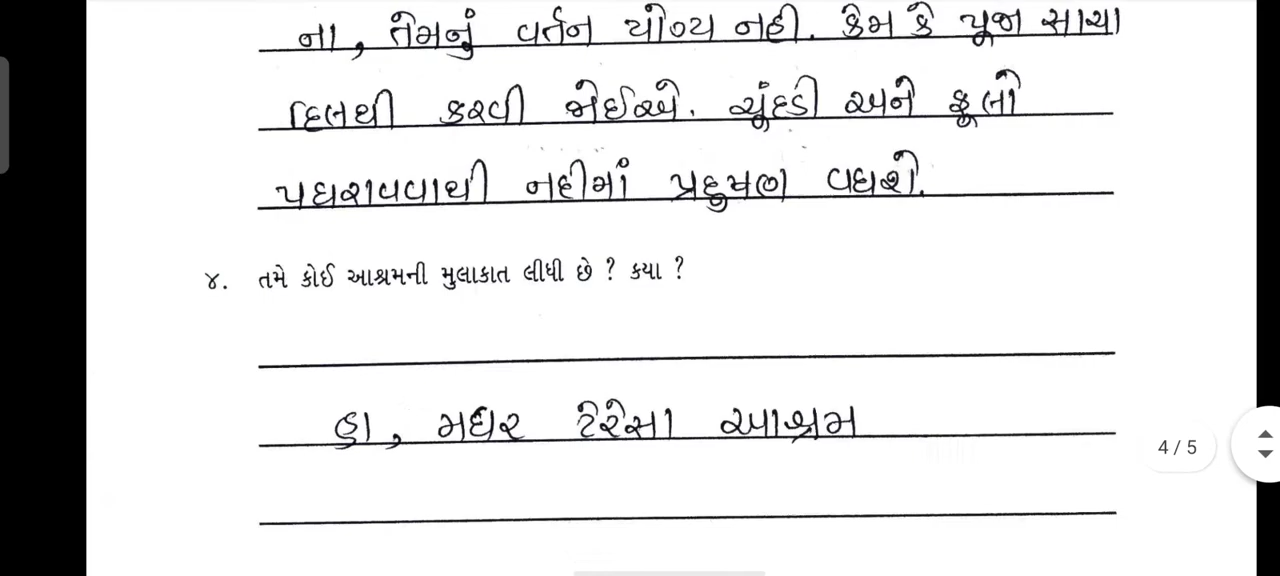 ના, તેમનું વર્તન યોગ્ય નહી. કેમ કે પૂજા સાચા
દિલથી કરવી જોઈએ. ચૂંદડી અને ફૂલો
પધરાવવાથી નદીમાં પ્રદુષણ વધશે.
૪. તમે કોઈ આશ્રમની મુલાકાત લીધી છે ? કયા ?
હા, મધર ટેરેસા આશ્રમ
4 / 5